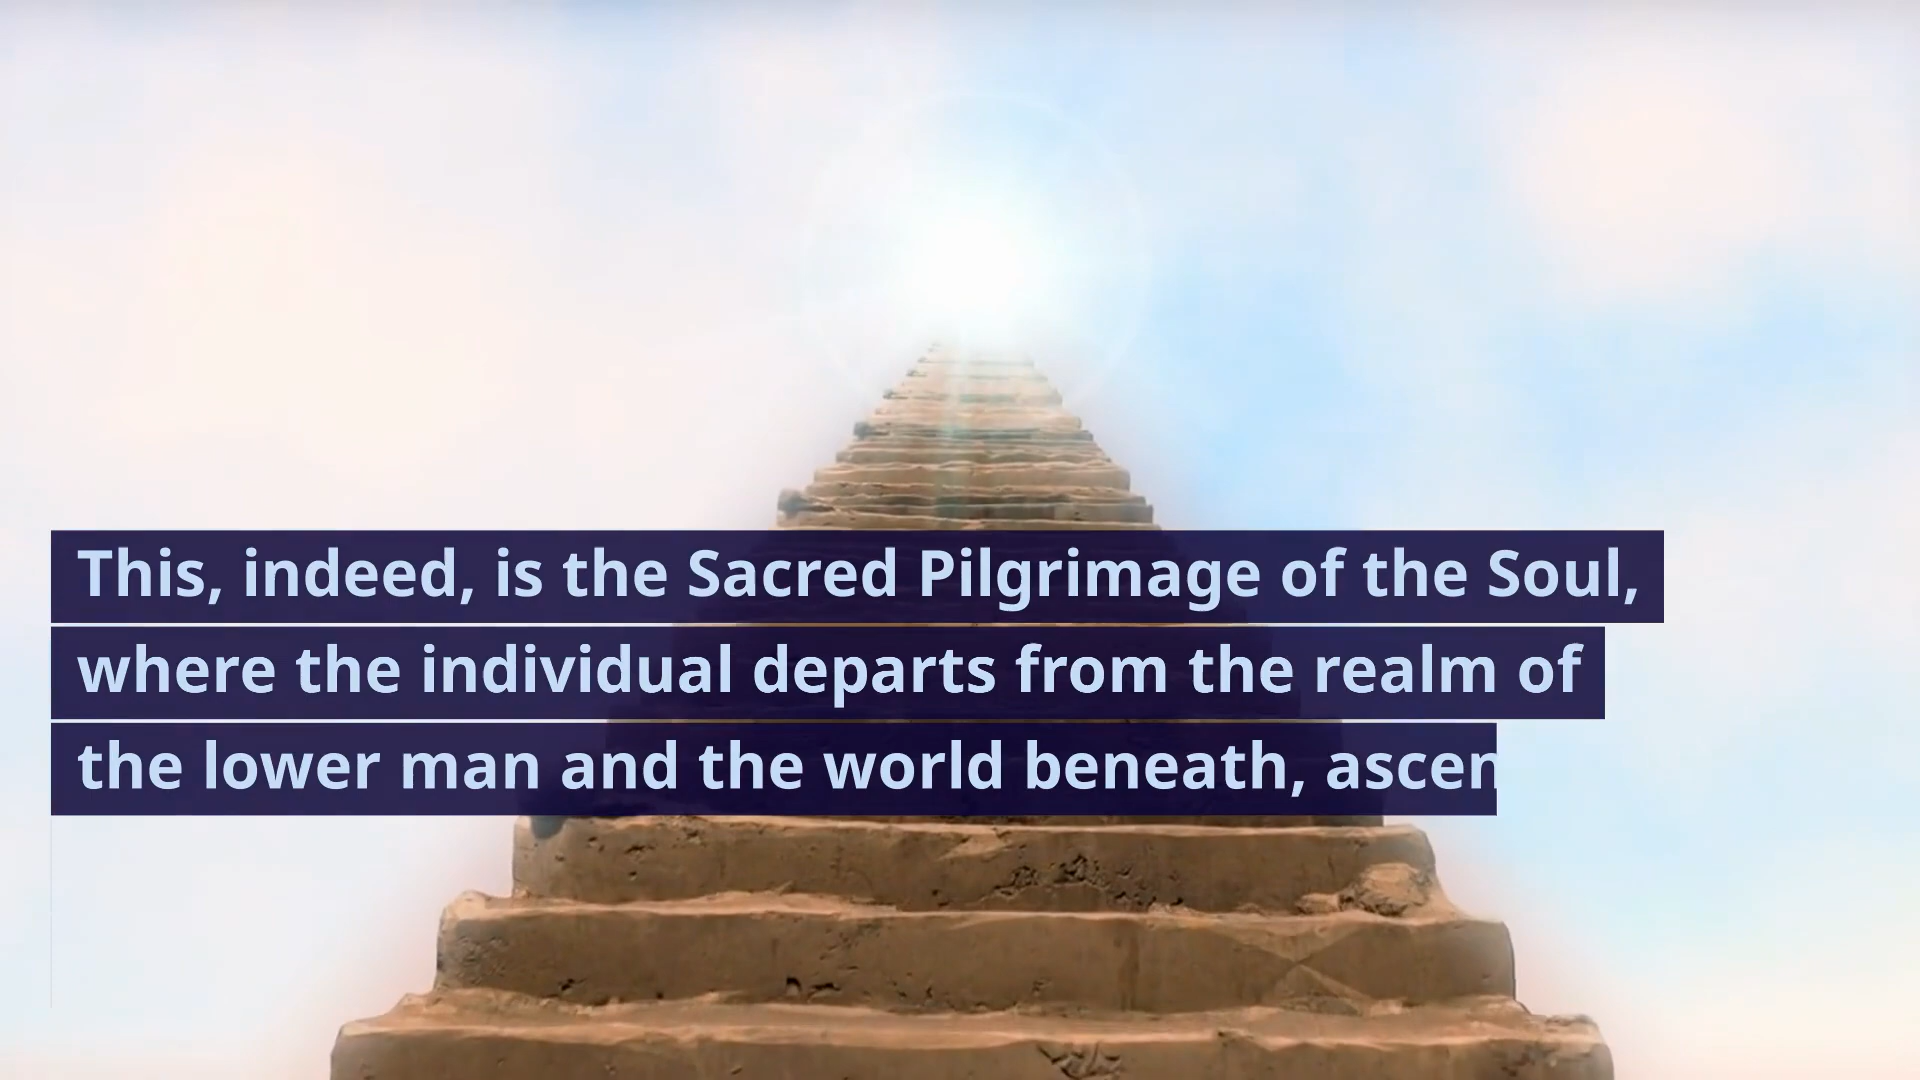 This, indeed, is the Sacred Pilgrimage of the Soul,
where the individual departs from the realm of
the lower man and the world beneath, ascen